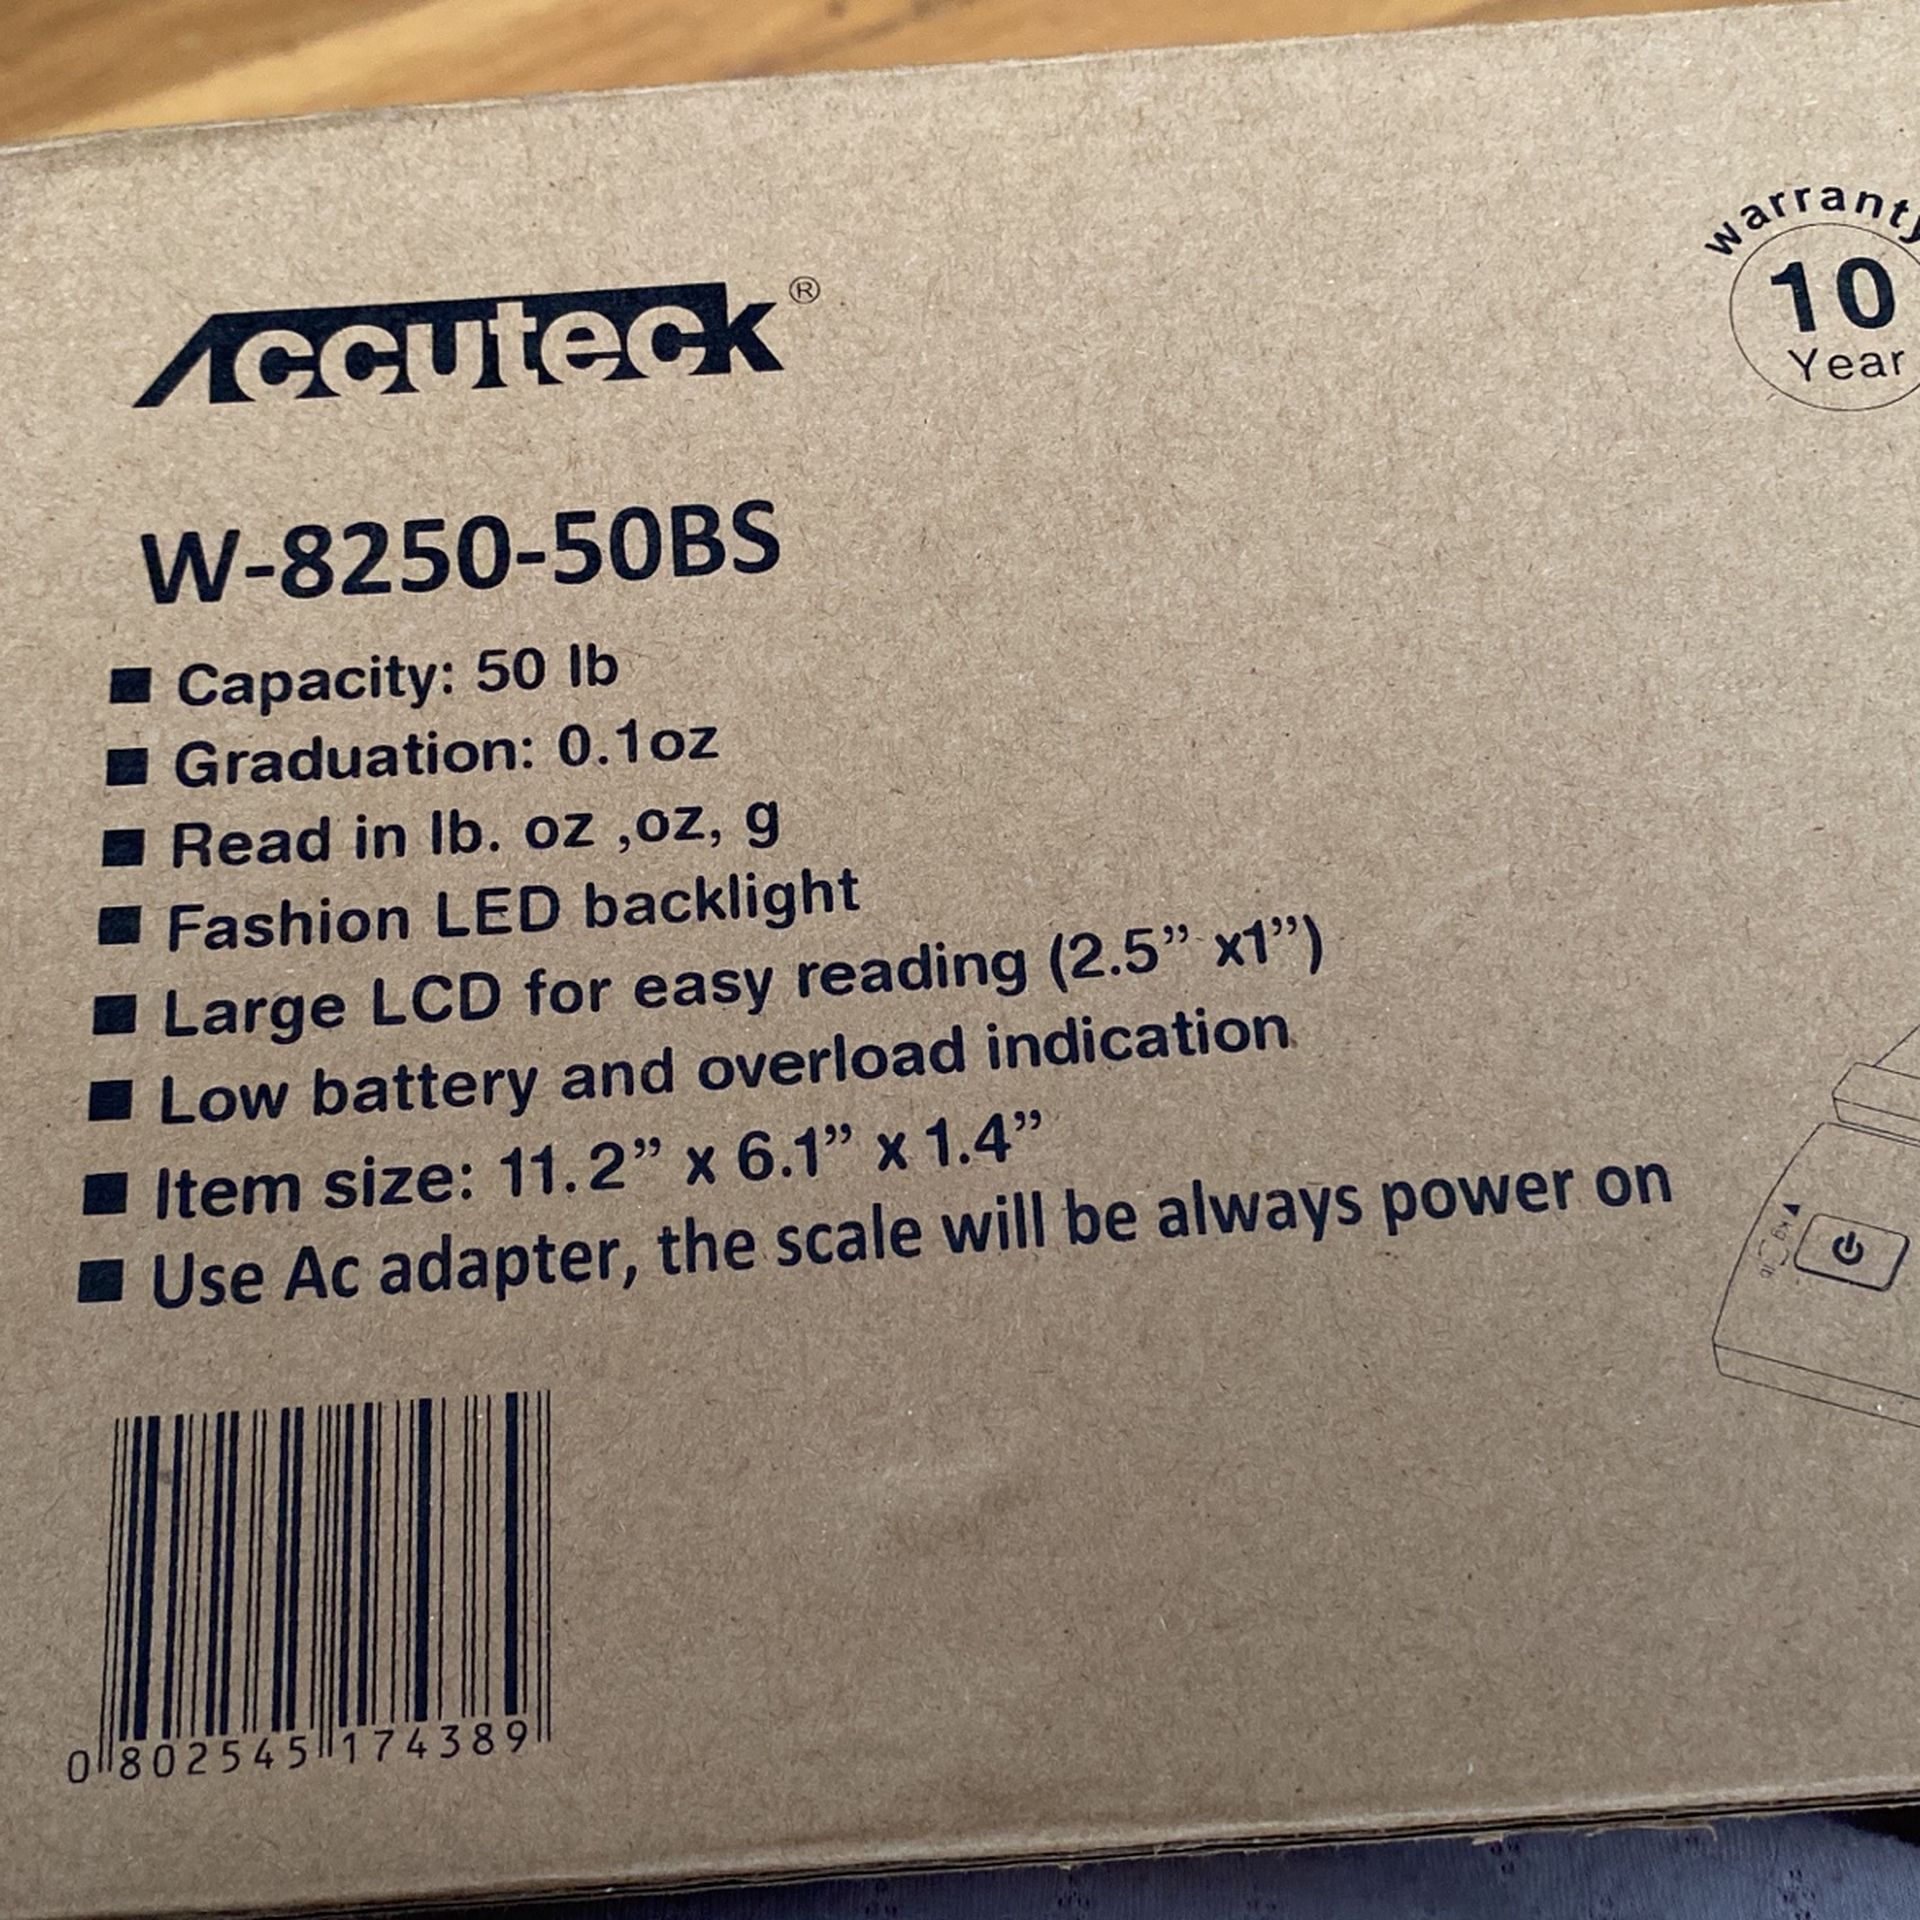 Accuteck®
warranty
10
Year
W-8250-50BS
■ Capacity: 50 lb
■ Graduation: 0.1oz
■ Read in lb. oz ,oz, g
■ Fashion LED backlight
■ Large LCD for easy reading (2.5” x1”)
■ Low battery and overload indication
■ Item size: 11.2” x 6.1” x 1.4”
■ Use Ac adapter, the scale will be always power on
kg lb
0 802545 174389